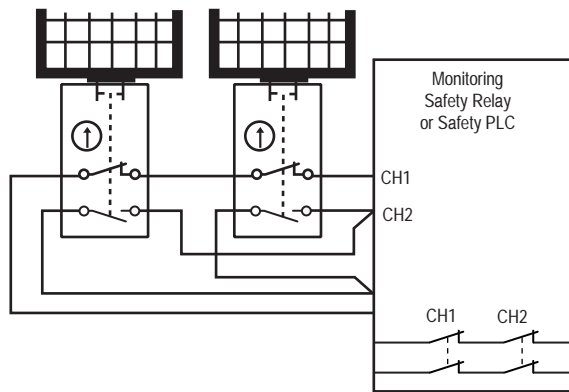 Monitoring
Safety Relay
or Safety PLC
CH1
CH2
CH1 CH2